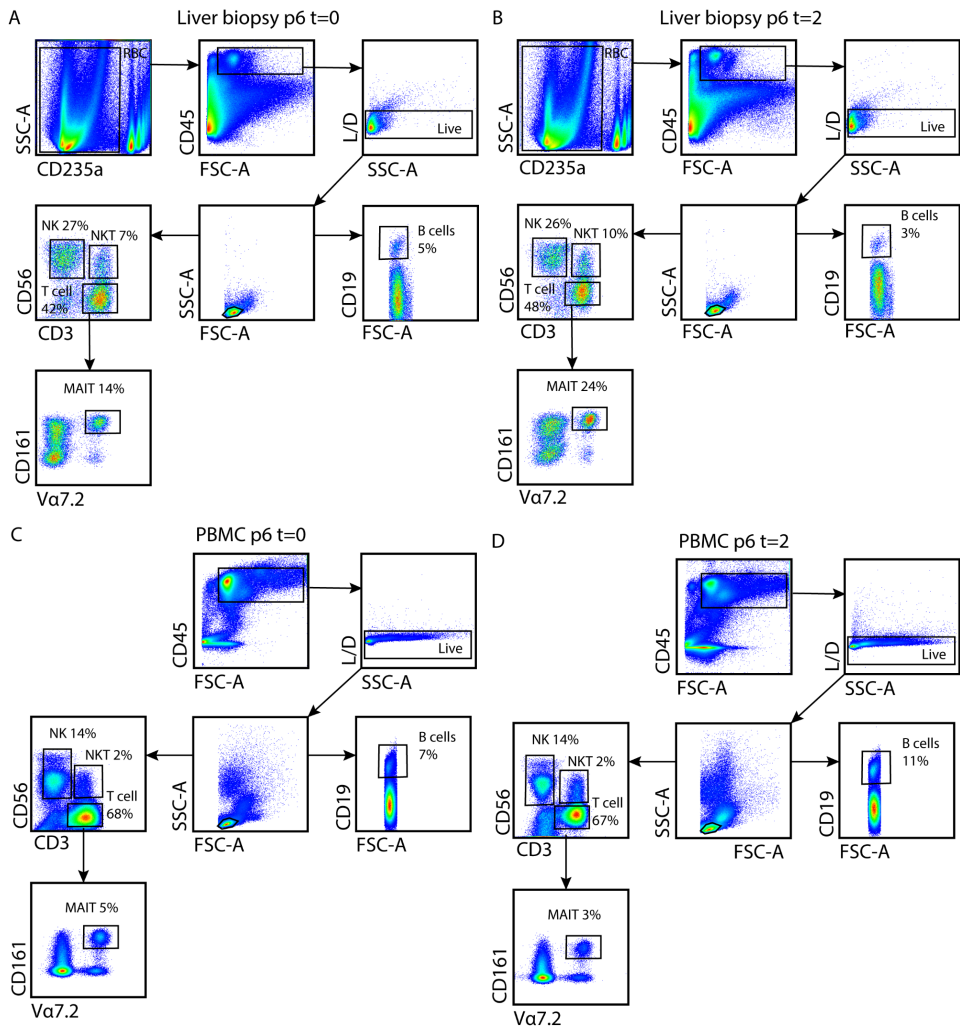 A
Liver biopsy p6 t=0
SSC-A
RBC
CD235a
CD45
FSC-A
L/D
Live
SSC-A
CD56
NK 27%
NKT 7%
T cell
42%
CD3
SSC-A
FSC-A
CD19
B cells
5%
FSC-A
MAIT 14%
CD161
Vα7.2
B
Liver biopsy p6 t=2
SSC-A
RBC
CD235a
CD45
FSC-A
L/D
Live
SSC-A
CD56
NK 26%
NKT 10%
T cell
48%
CD3
SSC-A
FSC-A
CD19
B cells
3%
FSC-A
MAIT 24%
CD161
Vα7.2
C
PBMC p6 t=0
CD45
FSC-A
L/D
Live
SSC-A
CD56
NK 14%
NKT 2%
T cell
68%
CD3
SSC-A
FSC-A
CD19
B cells
7%
FSC-A
MAIT 5%
CD161
Vα7.2
D
PBMC p6 t=2
CD45
FSC-A
L/D
Live
SSC-A
CD56
NK 14%
NKT 2%
T cell
67%
CD3
SSC-A
FSC-A
CD19
B cells
11%
FSC-A
MAIT 3%
CD161
Vα7.2